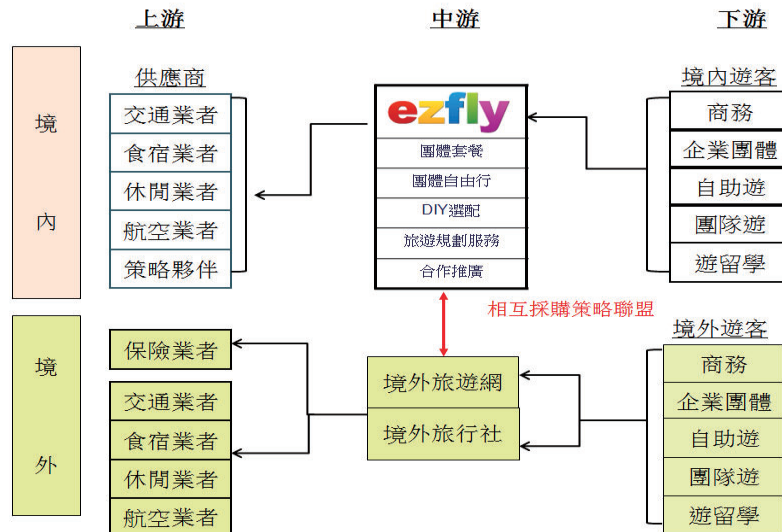 上游
中游
下游
境
內
供應商
交通業者
食宿業者
休閒業者
航空業者
策略夥伴
ezfly
團體套餐
團體自由行
DIY選配
旅遊規劃服務
合作推廣
境內遊客
商務
企業團體
自助遊
團隊遊
遊留學
相互採購策略聯盟
境
外
保險業者
交通業者
食宿業者
休閒業者
航空業者
境外旅遊網
境外旅行社
境外遊客
商務
企業團體
自助遊
團隊遊
遊留學